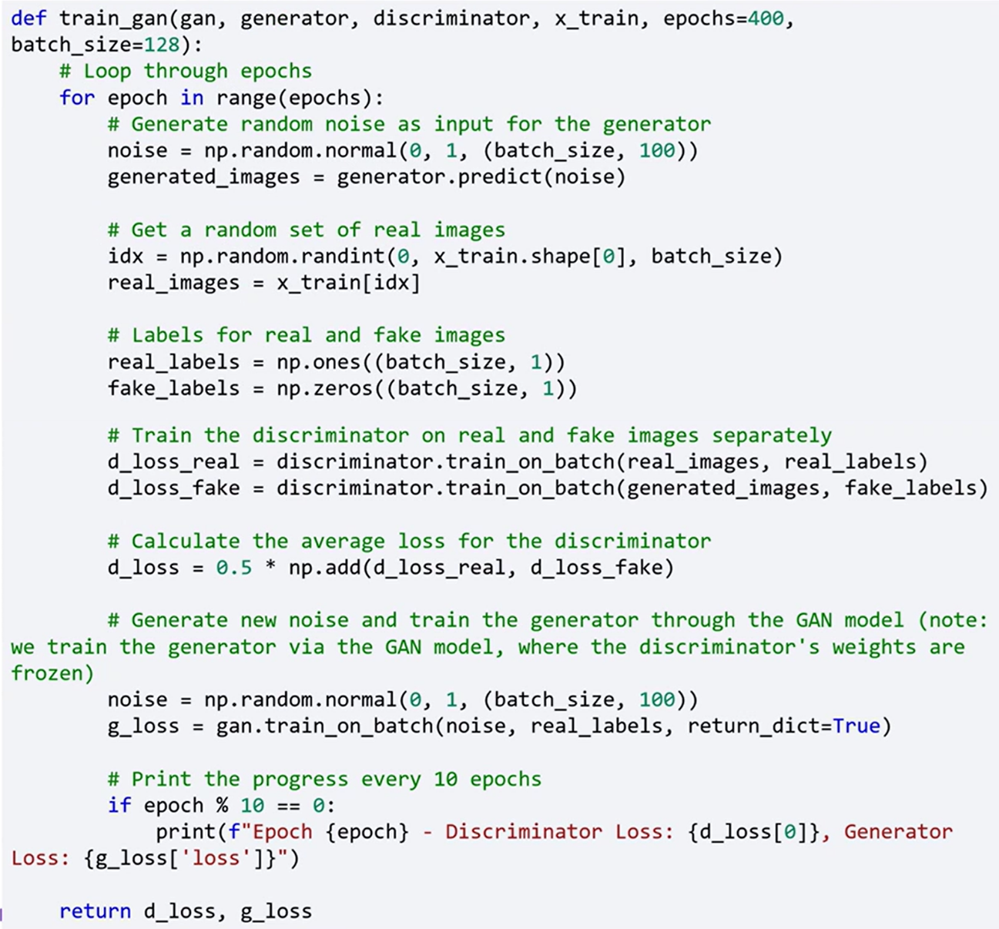 def train_gan(gan, generator, discriminator, x_train, epochs=400,
batch_size=128):
    # Loop through epochs
    for epoch in range(epochs):
        # Generate random noise as input for the generator
        noise = np.random.normal(0, 1, (batch_size, 100))
        generated_images = generator.predict(noise)

        # Get a random set of real images
        idx = np.random.randint(0, x_train.shape[0], batch_size)
        real_images = x_train[idx]

        # Labels for real and fake images
        real_labels = np.ones((batch_size, 1))
        fake_labels = np.zeros((batch_size, 1))

        # Train the discriminator on real and fake images separately
        d_loss_real = discriminator.train_on_batch(real_images, real_labels)
        d_loss_fake = discriminator.train_on_batch(generated_images, fake_labels)

        # Calculate the average loss for the discriminator
        d_loss = 0.5 * np.add(d_loss_real, d_loss_fake)

        # Generate new noise and train the generator through the GAN model (note:
we train the generator via the GAN model, where the discriminator's weights are
frozen)
        noise = np.random.normal(0, 1, (batch_size, 100))
        g_loss = gan.train_on_batch(noise, real_labels, return_dict=True)

        # Print the progress every 10 epochs
        if epoch % 10 == 0:
            print(f"Epoch {epoch} - Discriminator Loss: {d_loss[0]}, Generator
Loss: {g_loss['loss']}")

    return d_loss, g_loss